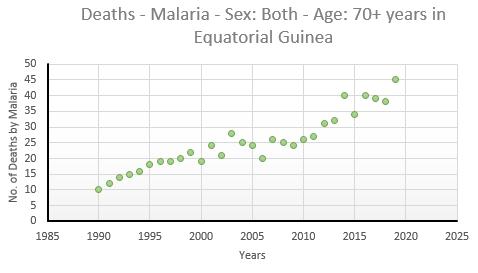 Deaths - Malaria - Sex: Both - Age: 70+ years in
Equatorial Guinea
No. of Deaths by Malaria
50
45
40
35
30
25
20
15
10
5
0
1985 1990 1995 2000 2005 2010 2015 2020 2025
Years